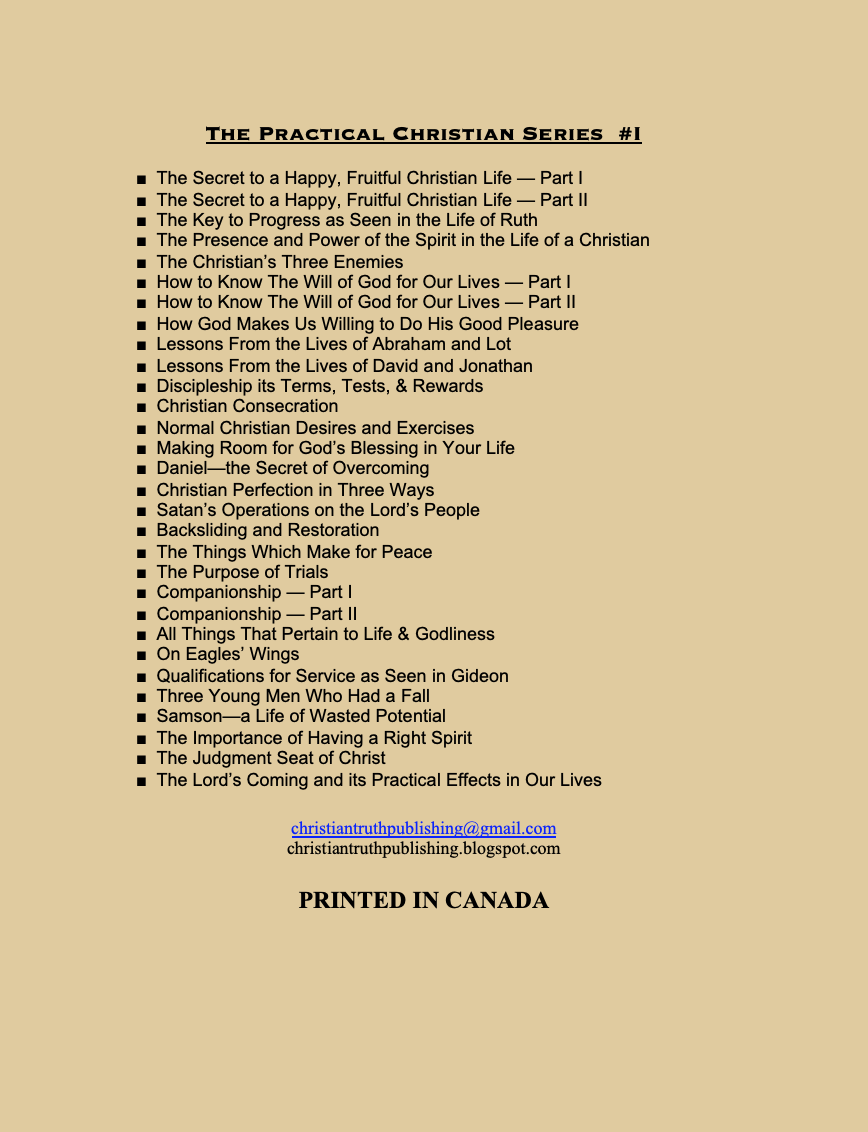 The Practical Christian Series #I
■ The Secret to a Happy, Fruitful Christian Life — Part I
■ The Secret to a Happy, Fruitful Christian Life — Part II
■ The Key to Progress as Seen in the Life of Ruth
■ The Presence and Power of the Spirit in the Life of a Christian
■ The Christian’s Three Enemies
■ How to Know The Will of God for Our Lives — Part I
■ How to Know The Will of God for Our Lives — Part II
■ How God Makes Us Willing to Do His Good Pleasure
■ Lessons From the Lives of Abraham and Lot
■ Lessons From the Lives of David and Jonathan
■ Discipleship its Terms, Tests, & Rewards
■ Christian Consecration
■ Normal Christian Desires and Exercises
■ Making Room for God’s Blessing in Your Life
■ Daniel—the Secret of Overcoming
■ Christian Perfection in Three Ways
■ Satan’s Operations on the Lord’s People
■ Backsliding and Restoration
■ The Things Which Make for Peace
■ The Purpose of Trials
■ Companionship — Part I
■ Companionship — Part II
■ All Things That Pertain to Life & Godliness
■ On Eagles’ Wings
■ Qualifications for Service as Seen in Gideon
■ Three Young Men Who Had a Fall
■ Samson—a Life of Wasted Potential
■ The Importance of Having a Right Spirit
■ The Judgment Seat of Christ
■ The Lord’s Coming and its Practical Effects in Our Lives
christiantruthpublishing@gmail.com
christiantruthpublishing.blogspot.com
PRINTED IN CANADA